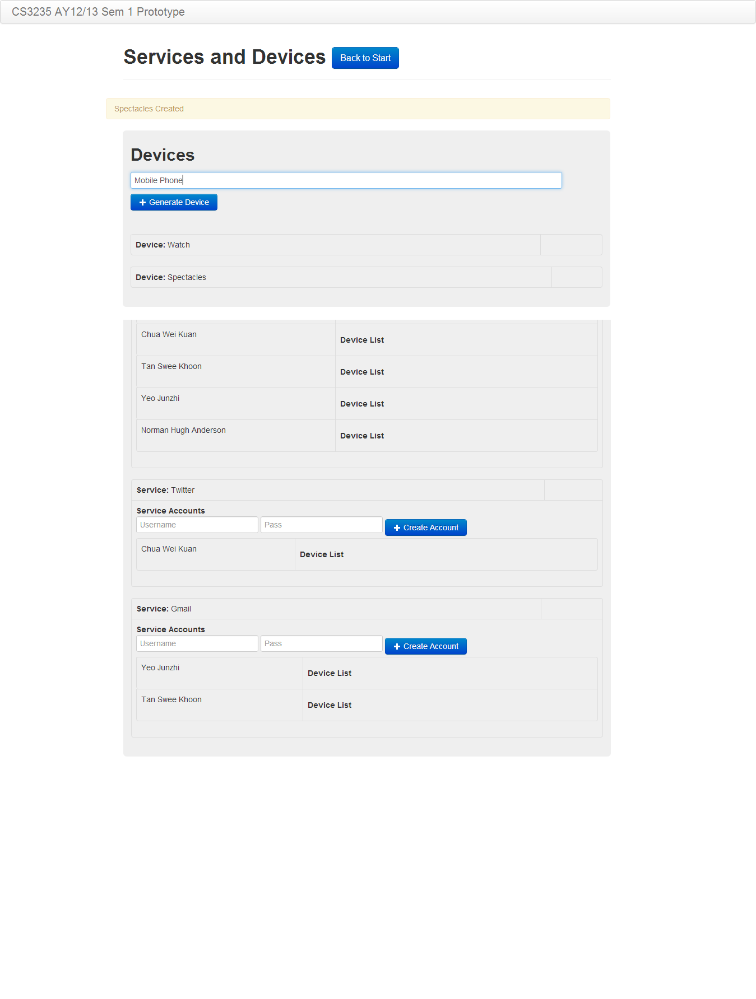 CS3235 AY12/13 Sem 1 Prototype
Services and Devices Back to Start
Spectacles Created
Devices
Mobile Phone
Generate Device
Device: Watch
Device: Spectacles
Chua Wei Kuan Device List
Tan Swee Khoon Device List
Yeo Junzhi Device List
Norman Hugh Anderson Device List
Service: Twitter
Service Accounts
Username Pass Create Account
Chua Wei Kuan Device List
Service: Gmail
Service Accounts
Username Pass Create Account
Yeo Junzhi Device List
Tan Swee Khoon Device List